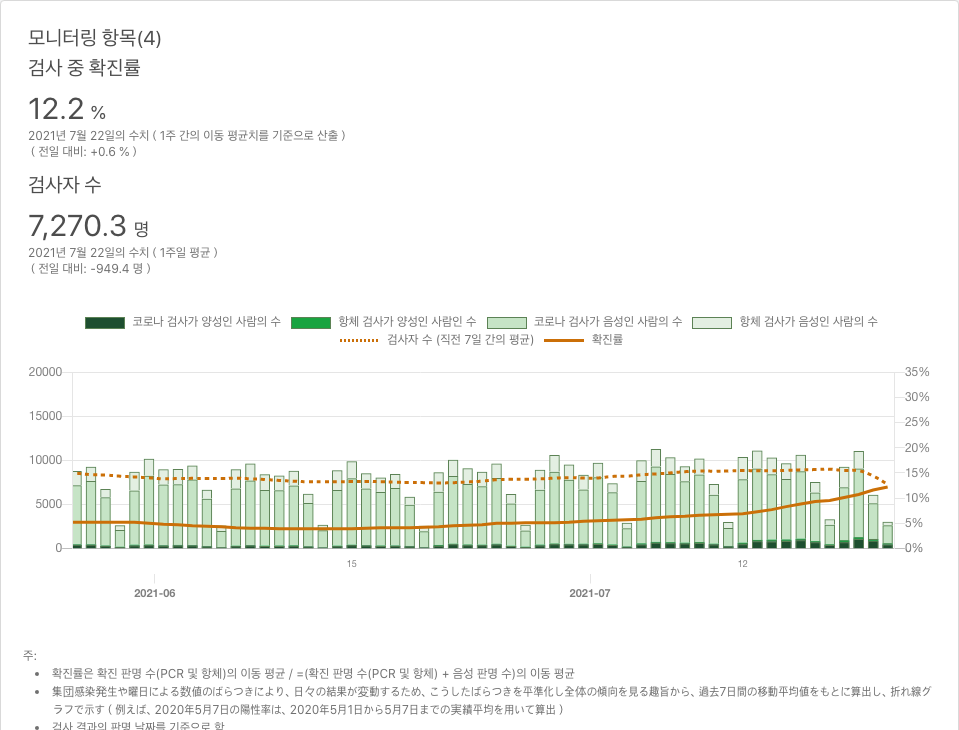 모니터링 항목(4)
검사 중 확진률
12.2 %
2021년 7월 22일의 수치 ( 1주 간의 이동 평균치를 기준으로 산출 )
( 전일 대비: +0.6 % )
검사자 수
7,270.3 명
2021년 7월 22일의 수치 ( 1주일 평균 )
( 전일 대비: -949.4 명 )
코로나 검사가 양성인 사람의 수 항체 검사가 양성인 사람인 수 코로나 검사가 음성인 사람의 수 항체 검사가 음성인 사람의 수
검사자 수 (직전 7일 간의 평균) 확진률
20000 35%
30%
15000
25%
20%
10000
15%
10%
5000
5%
0 0%
15 12
2021-06 2021-07
주:
• 확진률은 확진 판명 수(PCR 및 항체)의 이동 평균 / =(확진 판명 수(PCR 및 항체) + 음성 판명 수)의 이동 평균
• 集団感染発生や曜日による数値のばらつきにより、日々の結果が変動するため、こうしたばらつきを平準化し全体の傾向を見る趣旨から、過去7日間の移動平均値をもとに算出し、折れ線グ
ラフで示す ( 例えば、2020年5月7日の陽性率は、2020年5月1日から5月7日までの実績平均を用いて算出 )
• 검사 결과의 판명 날짜를 기준으로 함